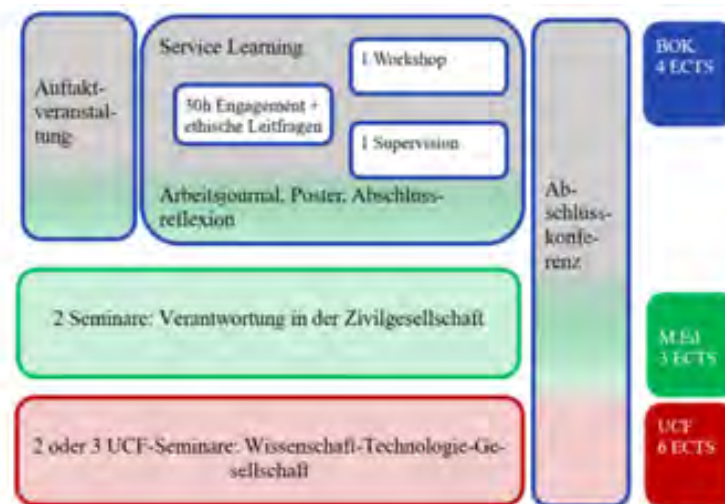 Auftakt-
veranstal-
tung
Service Learning
30h Engagement +
ethische Leitfragen
1 Workshop
1 Supervision
Arbeitsjournal, Poster, Abschluss-
reflexion
Ab-
schluss-
konfe-
renz
BOK
4 ECTS
2 Seminare: Verantwortung in der Zivilgesellschaft
M.Ed
3 ECTS
2 oder 3 UCF-Seminare: Wissenschaft-Technologie-Ge-
sellschaft
UCF
6 ECTS